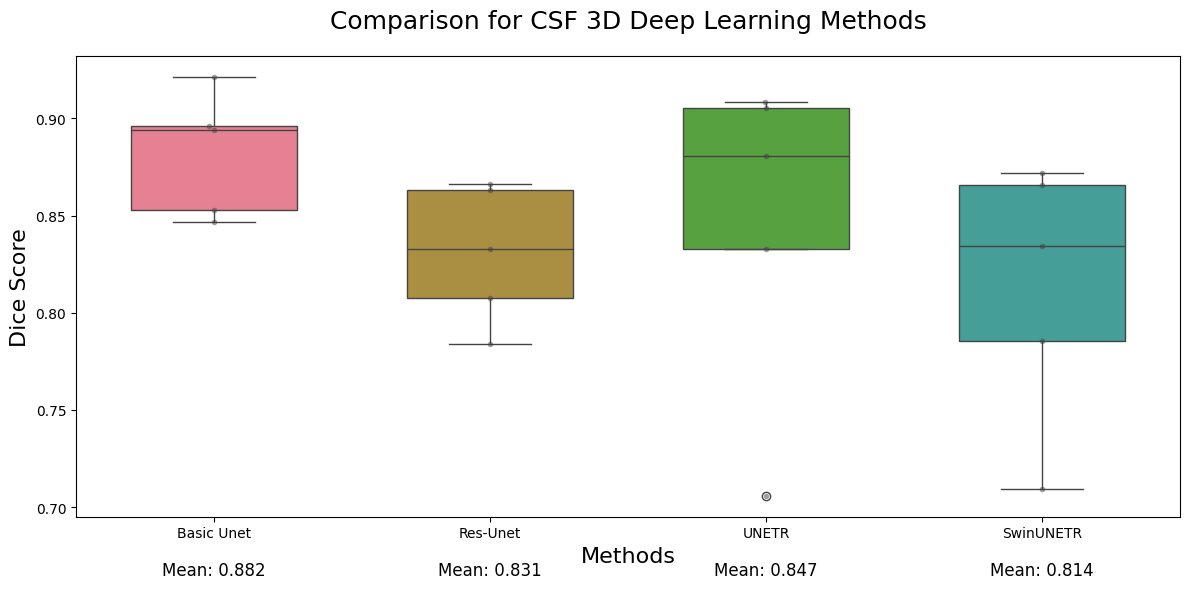 Comparison for CSF 3D Deep Learning Methods
Dice Score
0.90
0.85
0.80
0.75
0.70
Basic Unet
Res-Unet
UNETR
SwinUNETR
Methods
Mean: 0.882
Mean: 0.831
Mean: 0.847
Mean: 0.814